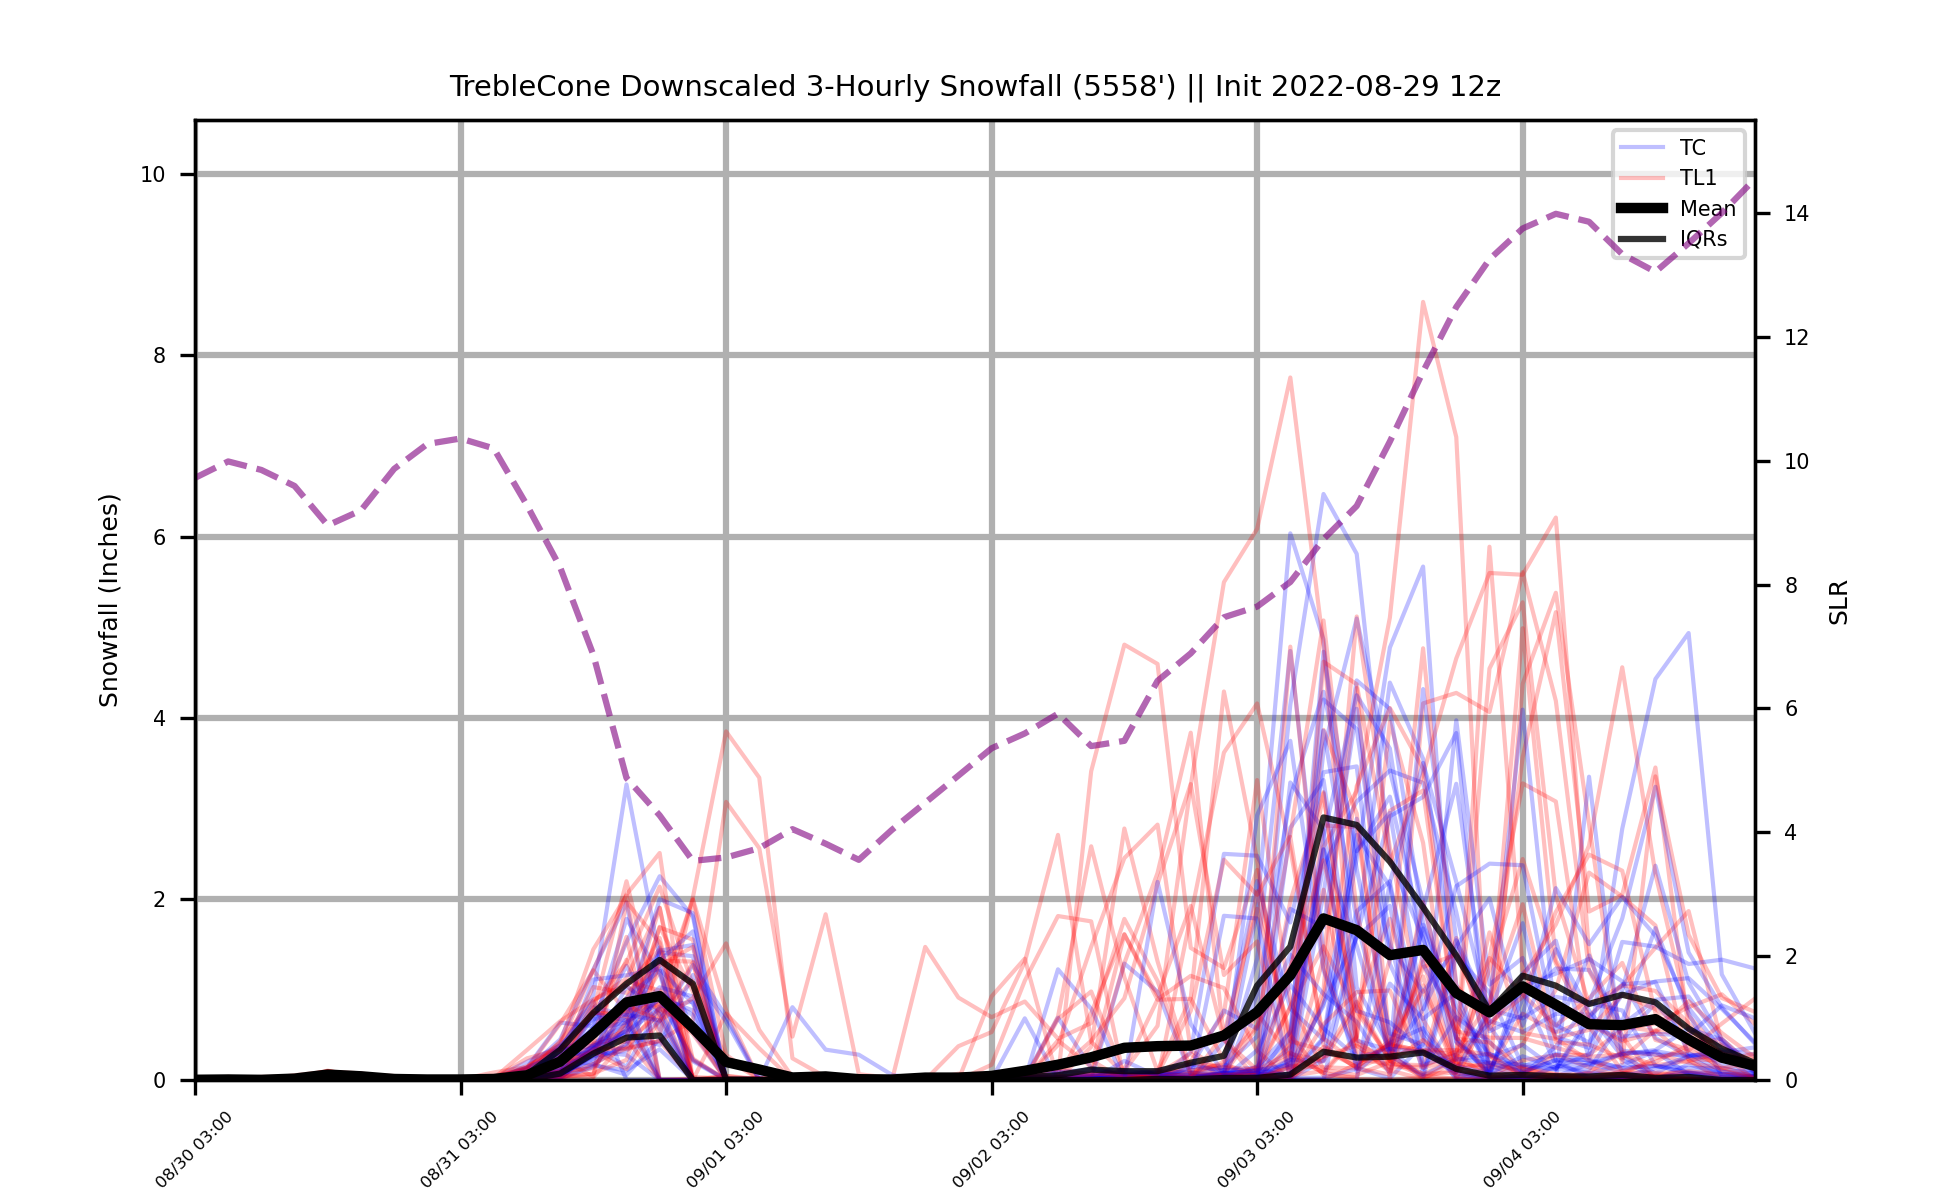 TrebleCone Downscaled 3-Hourly Snowfall (5558') || Init 2022-08-29 12z
TC
TL1
Mean
IQRs
Snowfall (Inches)
10
8
6
4
2
0
SLR
14
12
10
8
6
4
2
0
08/30 03:00
08/31 03:00
09/01 03:00
09/02 03:00
09/03 03:00
09/04 03:00